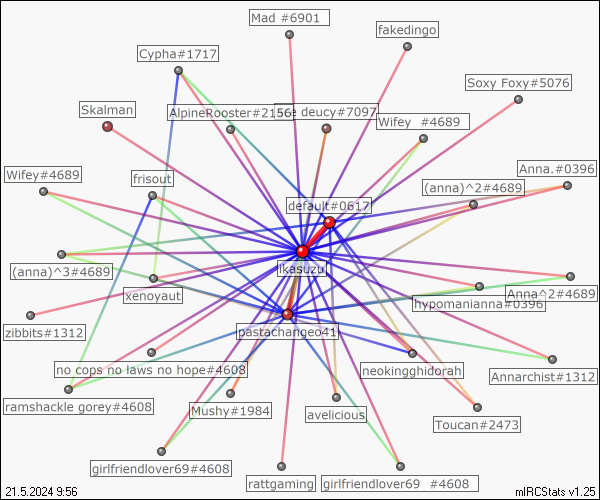 Mad #6901
fakedingo
Cypha#1717
Soxy Foxy#5076
Skalman
AlpineRooster#2156
e deucy#7097
Wifey #4689
Wifey#4689
frisout
(anna)^2#4689
Anna.#0396
default#0617
(anna)^3#4689
ikasuzu
xenoyaut
hypomanianna#0396
Anna^2#4689
zibbits#1312
pastachangeo41
no cops no laws no hope#4608
neokingghidorah
Annarchist#1312
ramshackle gorey#4608
Mushy#1984
avelicious
Toucan#2473
girlfriendlover69#4608
rattgaming
girlfriendlover69 #4608
21.5.2024 9:56
mIRCStats v1.25